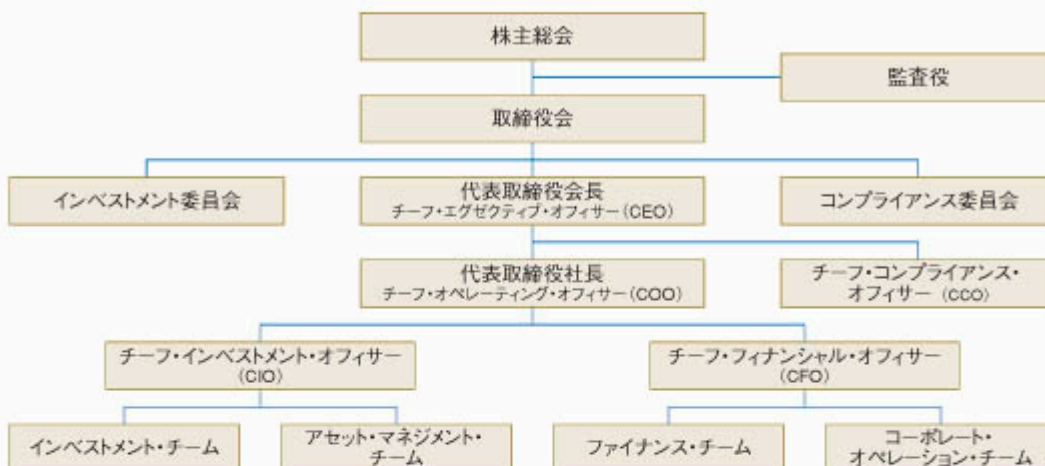 株主総会
監査役
取締役会
インベストメント委員会
代表取締役会長
チーフ・エグゼクティブ・オフィサー(CEO)
コンプライアンス委員会
代表取締役社長
チーフ・オペレーティング・オフィサー(COO)
チーフ・コンプライアンス・
オフィサー (CCO)
チーフ・インベストメント・オフィサー
(CIO)
チーフ・フィナンシャル・オフィサー
(CFO)
インベストメント・チーム
アセット・マネジメント・
チーム
ファイナンス・チーム
コーポレート・
オペレーション・チーム